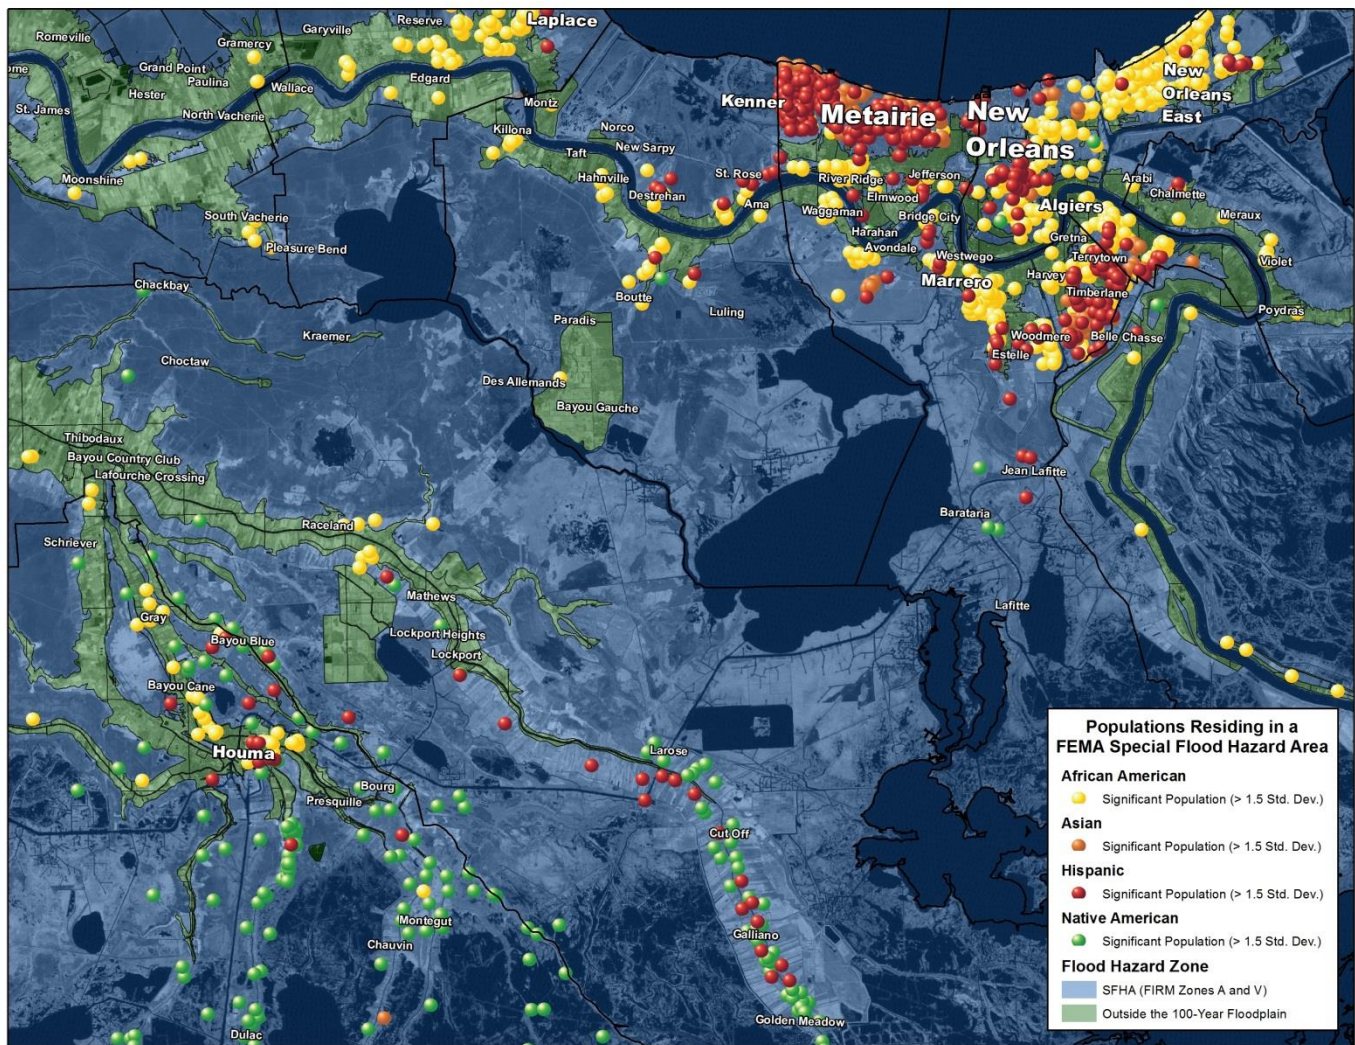 Romeville
Reserve
Laplace
Garyville
Gramercy
Grand Point
Paulina
Hester
Wallace
Edgard
St. James
North Vacherie
Montz
Moonshine
South Vacherie
Pleasure Bend
Killona
Norco
Taft
New Sarpy
Hahnville
Destrehan
St. Rose
Ama
Boutte
Luling
Paradis
Des Allemands
Bayou Gauche
Kenner
Metairie
New
Orleans
New
Orleans
East
River Ridge
Jefferson
Elmwood
Waggaman
Bridge City
Harahan
Avondale
Westwego
Marrero
Algiers
Gretna
Terrytown
Harvey
Timberlane
Woodmere
Estelle
Belle Chasse
Arabi
Chalmette
Meraux
Violet
Poydras
Chackbay
Kraemer
Choctaw
Thibodaux
Bayou Country Club
Lafourche Crossing
Schriever
Raceland
Mathews
Gray
Bayou Blue
Lockport Heights
Lockport
Bayou Cane
Houma
Presquille
Bourg
Montegut
Chauvin
Dulac
Larose
Cut Off
Galliano
Golden Meadow
Jean Lafitte
Barataria
Lafitte
Populations Residing in a
FEMA Special Flood Hazard Area
African American
Significant Population (> 1.5 Std. Dev.)
Asian
Significant Population (> 1.5 Std. Dev.)
Hispanic
Significant Population (> 1.5 Std. Dev.)
Native American
Significant Population (> 1.5 Std. Dev.)
Flood Hazard Zone
SFHA (FIRM Zones A and V)
Outside the 100-Year Floodplain